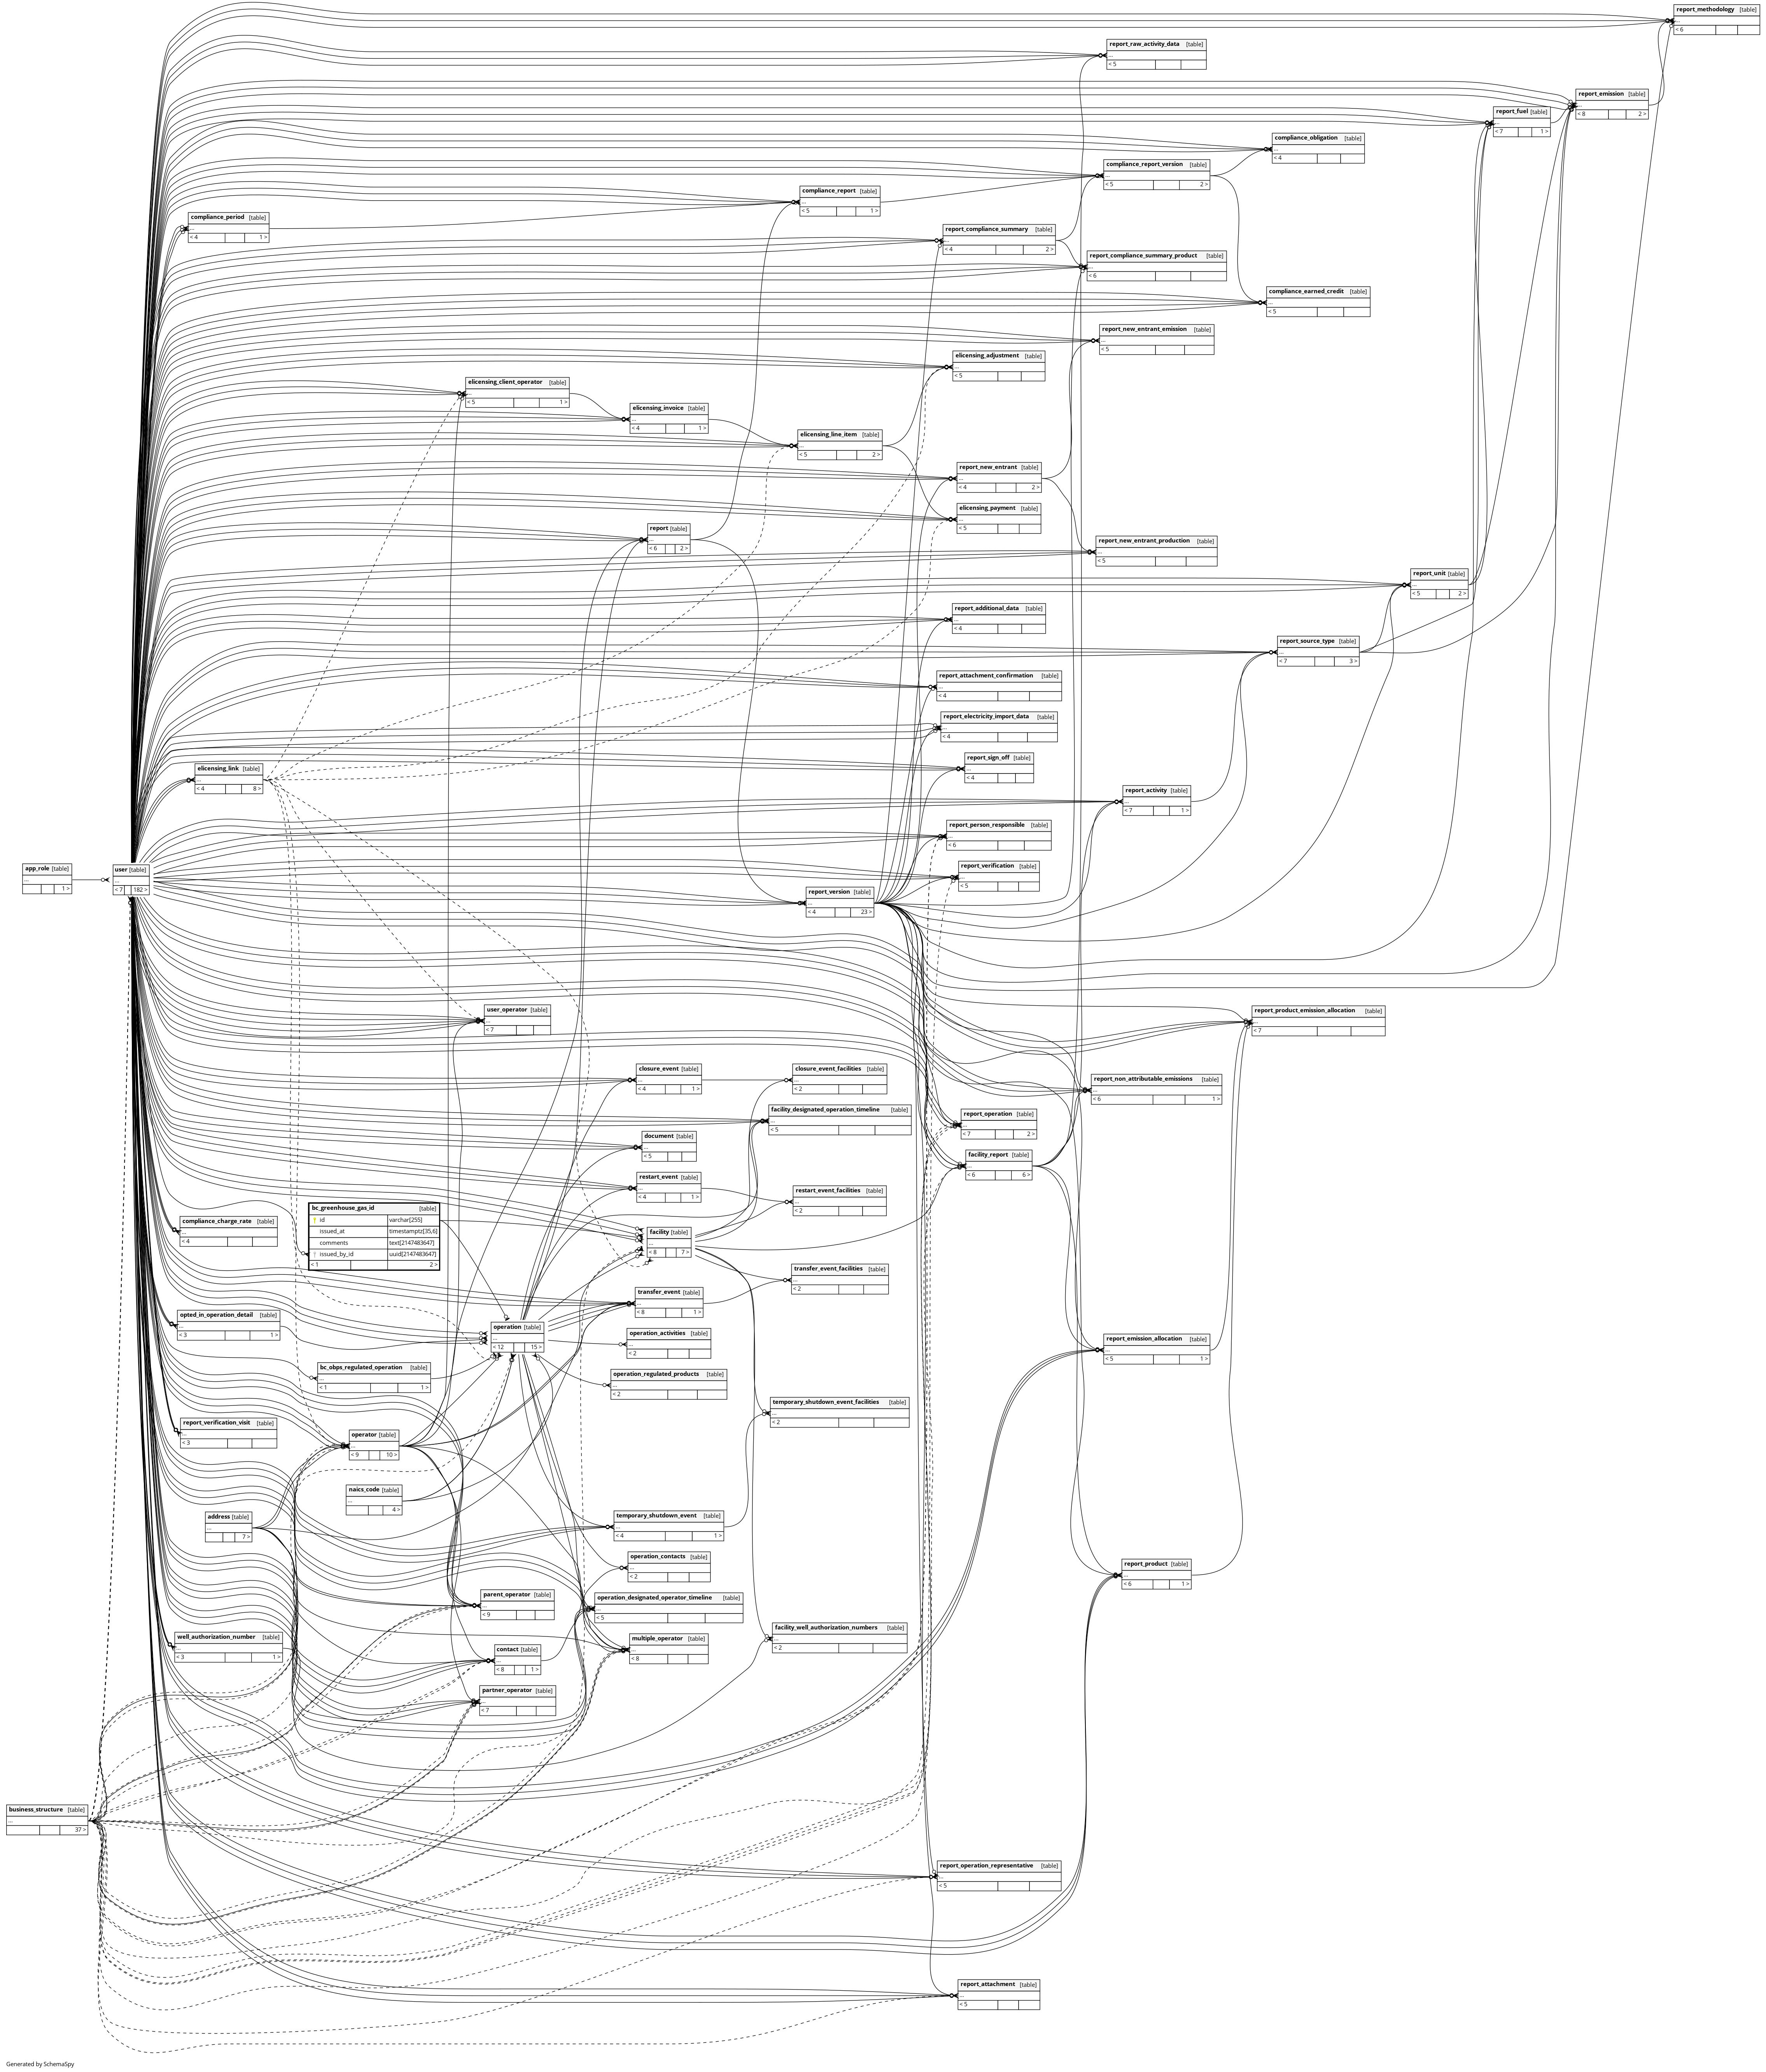 report_methodology [table]
...
< 6
report_raw_activity_data [table]
...
< 5
report_emission [table]
...
< 8 2 >
report_fuel [table]
...
< 7 1 >
compliance_obligation [table]
...
< 4
compliance_report_version [table]
...
< 5 2 >
compliance_report [table]
...
< 5 1 >
compliance_period [table]
...
< 4 1 >
report_compliance_summary [table]
...
< 4 2 >
report_compliance_summary_product [table]
...
< 6
compliance_earned_credit [table]
...
< 5
report_new_entrant_emission [table]
...
< 5
elicensing_adjustment [table]
...
< 5
elicensing_client_operator [table]
...
< 5 1 >
elicensing_invoice [table]
...
< 4 1 >
elicensing_line_item [table]
...
< 5 2 >
report_new_entrant [table]
...
< 4 2 >
elicensing_payment [table]
...
< 5
report [table]
...
< 6 2 >
report_new_entrant_production [table]
...
< 5
report_unit [table]
...
< 5 2 >
report_additional_data [table]
...
< 4
report_source_type [table]
...
< 7 3 >
report_attachment_confirmation [table]
...
< 4
report_electricity_import_data [table]
...
< 4
report_sign_off [table]
...
< 4
elicensing_link [table]
...
< 4 8 >
report_activity [table]
...
< 7 1 >
report_person_responsible [table]
...
< 6
app_role [table]
...
1 >
user [table]
...
< 7 182 >
report_verification [table]
...
< 5
report_version [table]
...
< 4 23 >
user_operator [table]
...
< 7
report_product_emission_allocation [table]
...
< 7
closure_event [table]
...
< 4 1 >
closure_event_facilities [table]
...
< 2
report_non_attributable_emissions [table]
...
< 6 1 >
facility_designated_operation_timeline [table]
...
< 5
report_operation [table]
...
< 7 2 >
document [table]
...
< 5
facility_report [table]
...
< 6 6 >
restart_event [table]
...
< 4 1 >
restart_event_facilities [table]
...
< 2
bc_greenhouse_gas_id [table]
id varchar[255]
issued_at timestamptz[35,6]
comments text[2147483647]
issued_by_id uuid[2147483647]
< 1 2 >
compliance_charge_rate [table]
...
< 4
facility [table]
...
< 8 7 >
transfer_event_facilities [table]
...
< 2
transfer_event [table]
...
< 8 1 >
opted_in_operation_detail [table]
...
< 3 1 >
operation [table]
...
< 12 15 >
operation_activities [table]
...
< 2
report_emission_allocation [table]
...
< 5 1 >
bc_obps_regulated_operation [table]
...
< 1 1 >
operation_regulated_products [table]
...
< 2
temporary_shutdown_event_facilities [table]
...
< 2
report_verification_visit [table]
...
< 3
operator [table]
...
< 9 10 >
naics_code [table]
...
4 >
address [table]
...
7 >
temporary_shutdown_event [table]
...
< 4 1 >
operation_contacts [table]
...
< 2
report_product [table]
...
< 6 1 >
parent_operator [table]
...
< 9
operation_designated_operator_timeline [table]
...
< 5
facility_well_authorization_numbers [table]
...
< 2
well_authorization_number [table]
...
< 3 1 >
contact [table]
...
< 8 1 >
multiple_operator [table]
...
< 8
partner_operator [table]
...
< 7
business_structure [table]
...
37 >
report_operation_representative [table]
...
< 5
report_attachment [table]
...
< 5
Generated by SchemaSpy